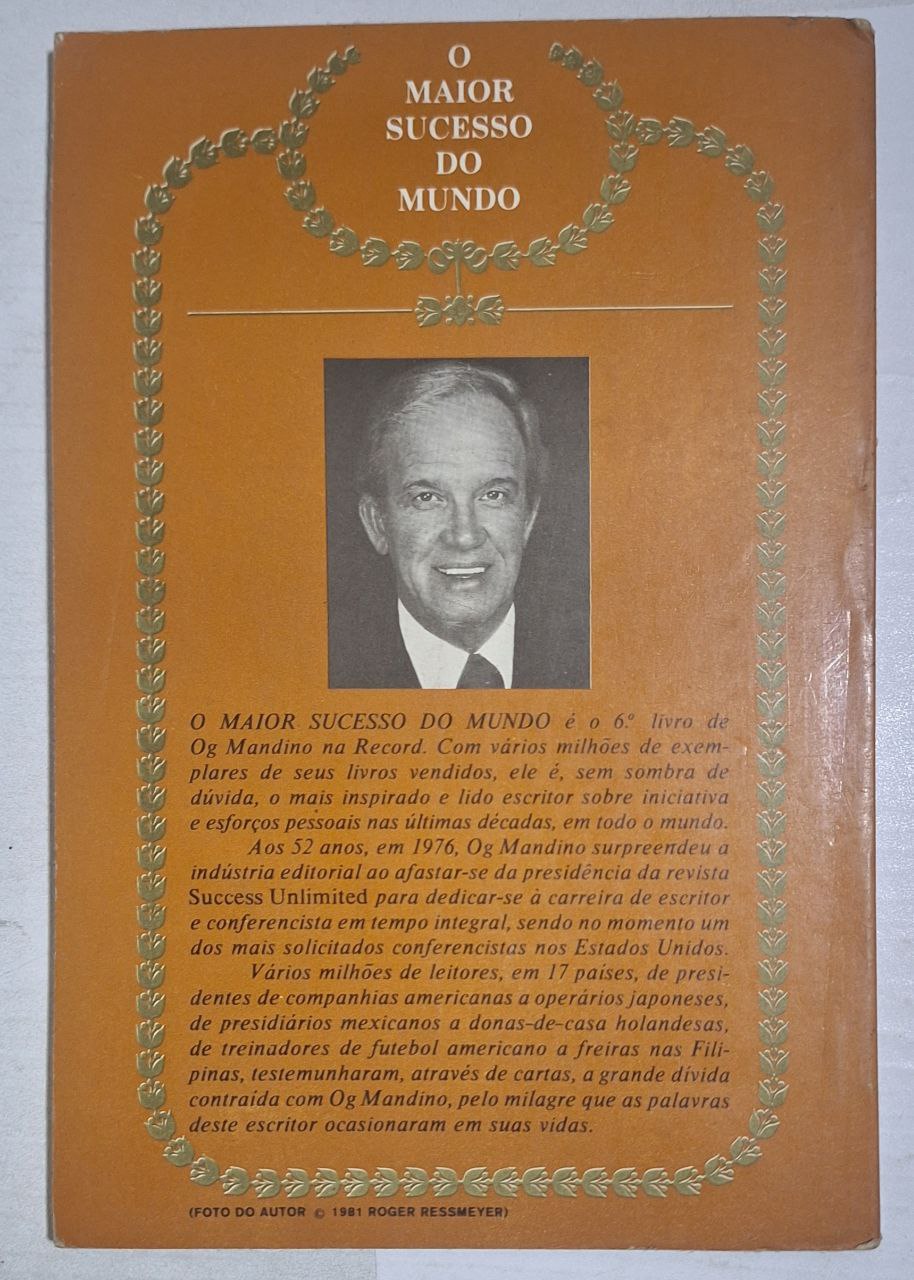 O
MAIOR
SUCESSO
DO
MUNDO
O MAIOR SUCESSO DO MUNDO é o 6.º livro de
Og Mandino na Record. Com vários milhões de exem-
plares de seus livros vendidos, ele é, sem sombra de
dúvida, o mais inspirado e lido escritor sobre iniciativa
e esforços pessoais nas últimas décadas, em todo o mundo.
Aos 52 anos, em 1976, Og Mandino surpreendeu a
indústria editorial ao afastar-se da presidência da revista
Success Unlimited para dedicar-se à carreira de escritor
e conferencista em tempo integral, sendo no momento um
dos mais solicitados conferencistas nos Estados Unidos.
Vários milhões de leitores, em 17 países, de presi-
dentes de companhias americanas a operários japoneses,
de presidiários mexicanos a donas-de-casa holandesas,
de treinadores de futebol americano a freiras nas Fili-
pinas, testemunharam, através de cartas, a grande dívida
contraída com Og Mandino, pelo milagre que as palavras
deste escritor ocasionaram em suas vidas.
(FOTO DO AUTOR © 1981 ROGER RESSMEYER)